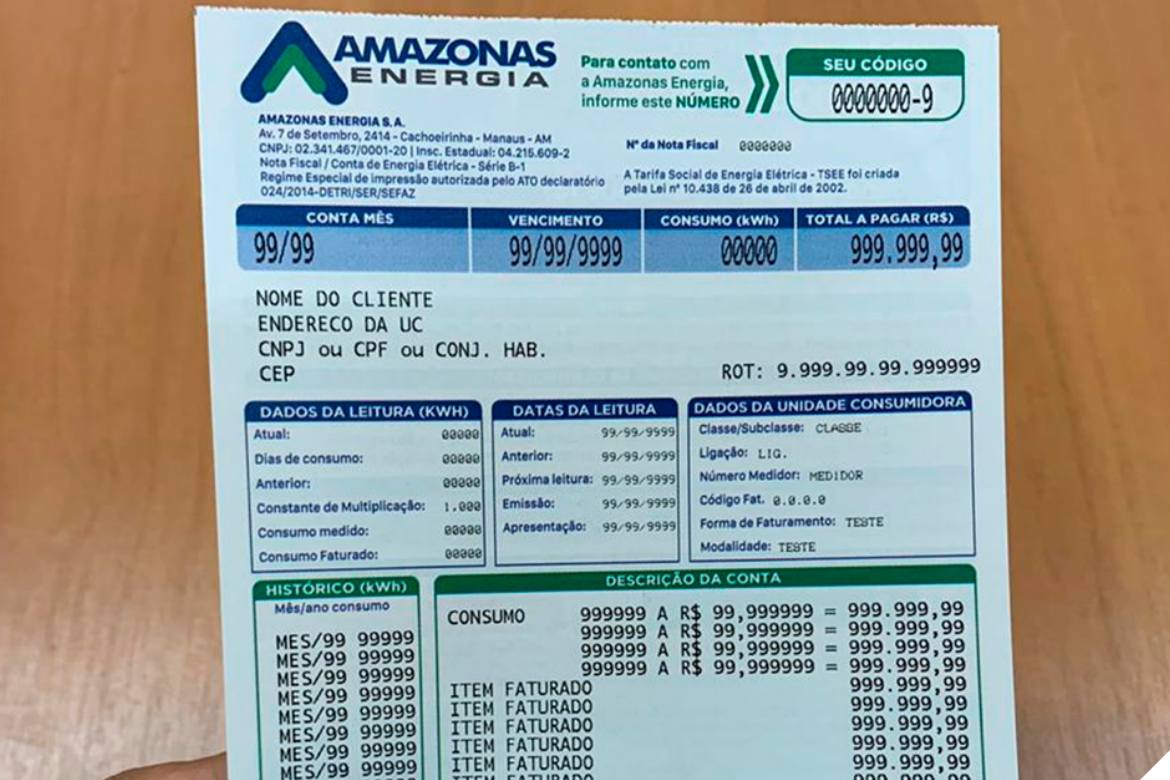 AMAZONAS
ENERGIA
Para contato com
a Amazonas Energia,
informe este NÚMERO
SEU CÓDIGO
0000000-9
AMAZONAS ENERGIA S.A.
Av. 7 de Setembro, 2414 - Cachoeirinha - Manaus - AM
CNPJ: 02.341.467/0001-20 | Insc. Estadual: 04.215.609-2
Nota Fiscal / Conta de Energia Elétrica - Série B-1
Regime Especial de impressão autorizada pelo ATO declaratório
024/2014-DETRI/SER/SEFAZ
Nº da Nota Fiscal 0000000
A Tarifa Social de Energia Elétrica - TSEE foi criada
pela Lei nº 10.438 de 26 de abril de 2002.
CONTA MÊS VENCIMENTO CONSUMO (kWh) TOTAL A PAGAR (R$)
99/99 99/99/9999 00000 999.999,99
NOME DO CLIENTE
ENDERECO DA UC
CNPJ ou CPF ou CONJ. HAB.
CEP
ROT: 9.999.99.99.999999
DADOS DA LEITURA (KWH)
Atual: 00000
Dias de consumo: 00000
Anterior: 00000
Constante de Multiplicação: 1.000
Consumo medido: 00000
Consumo Faturado: 00000
DATAS DA LEITURA
Atual: 99/99/9999
Anterior: 99/99/9999
Próxima leitura: 99/99/9999
Emissão: 99/99/9999
Apresentação: 99/99/9999
DADOS DA UNIDADE CONSUMIDORA
Classe/Subclasse: CLASSE
Ligação: LIG.
Número Medidor: MEDIDOR
Código Fat. 0.0.0.0
Forma de Faturamento: TESTE
Modalidade: TESTE
HISTÓRICO (kWh)
Mês/ano consumo
MES/99 99999
MES/99 99999
MES/99 99999
MES/99 99999
MES/99 99999
MES/99 99999
MES/99 99999
MES/99 99999
DESCRIÇÃO DA CONTA
CONSUMO 999999 A R$ 99,999999 = 999.999,99
999999 A R$ 99,999999 = 999.999,99
999999 A R$ 99,999999 = 999.999,99
999999 A R$ 99,999999 = 999.999,99
ITEM FATURADO 999.999,99
ITEM FATURADO 999.999,99
ITEM FATURADO 999.999,99
ITEM FATURADO 999.999,99
ITEM FATURADO 999.999,99